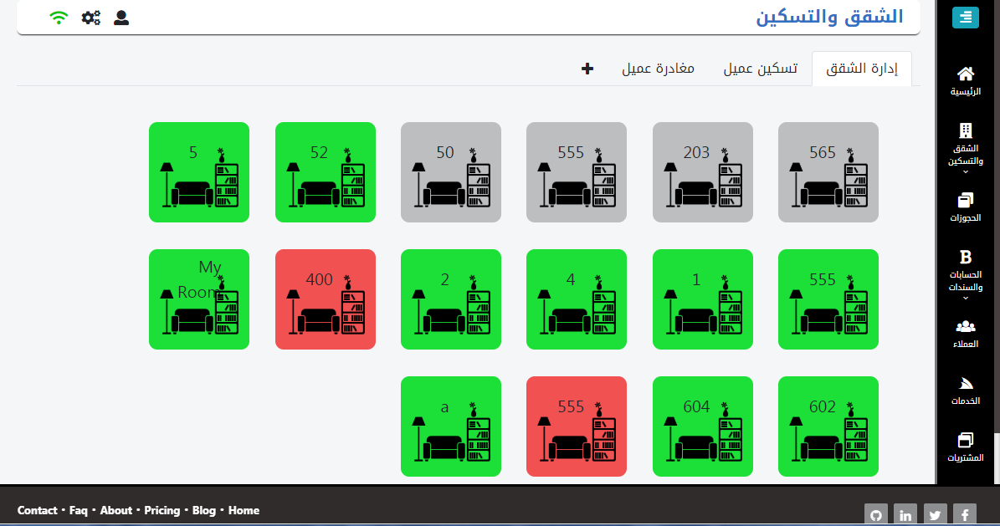 الشقق والتسكين
إدارة الشقق
تسكين عميل
مغادرة عميل
الرئيسية
الشقق
والتسكين
الحجوزات
الحسابات
والسندات
العملاء
الخدمات
المشتريات
565
203
555
50
52
5
555
1
4
2
400
My
Room
602
604
555
a
Contact • Faq • About • Pricing • Blog • Home